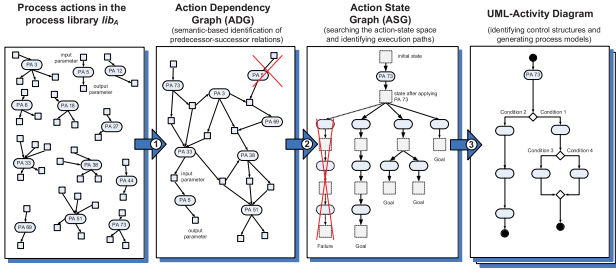 Process actions in the
process library libA
Action Dependency
Graph (ADG)
(semantic-based identification of
predecessor-successor relations)
Action State
Graph (ASG)
(searching the action-state space
and identifying execution paths)
UML-Activity Diagram
(identifying control structures and
generating process models)
input
parameter
PA 3
PA 5
PA 12
output
parameter
PA 6
PA 18
PA 27
PA 33
PA 38
PA 44
PA 51
PA 69
PA 73
1
PA 5
PA 73
PA 3
PA 69
PA 33
PA 38
input
parameter
PA 5
PA 51
output
parameter
2
initial state
PA 73
state after applying
PA 73
Goal
Goal
Goal
Failure
Goal
3
PA 73
Condition 2
Condition 1
Condition 3
Condition 4